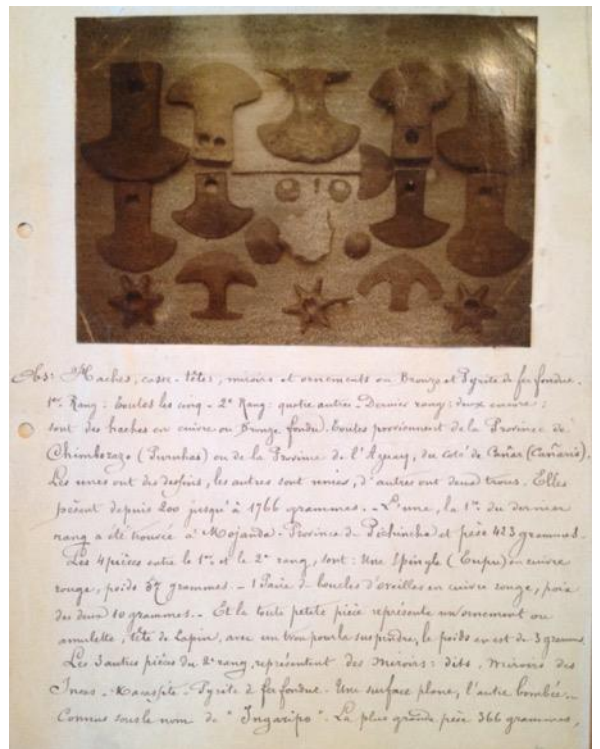 Obs: Haches, casse-têtes, miroirs et ornements en Bronze et Pyrite de fer fondue.
1er Rang: toutes les cinq - 2e Rang: quatre autres - Dernier rang: deux encore:
sont des haches en cuivre ou Bronze fondu. toutes proviennent de la Province de
Chimborazo (Puruhas) ou de la Province de l'Azuay, du coté de Cañar (Cañaris).
Les unes ont des dessins, les autres sont unies, d'autres ont deux trous. Elles
pèsent depuis 200 jusqu'à 1766 grammes. - L'une, la 1re du dernier
rang a été trouvée à Mojanda - Province de Pichincha et pèse 423 grammes.
Les 4 pièces entre le 1er et le 2e rang, sont: Une Epingle (Tupu) en cuivre
rouge, poids grammes. - 1 Paire de boucles d'oreilles en cuivre rouge, poids
des deux 10 grammes. - Et la toute petite pièce représente un ornement ou
amulette, tête de Lapin, avec un trou pour la suspendre, le poids en est de 3 grammes.
Les 3 autres pièces du 2e rang, représentent des miroirs: dits, miroirs des
Incas - Marcasite - Pyrite de fer fondue - Une surface plane, l'autre bombée. -
Connus sous le nom de "Ingaripo". La plus grande pèse 366 grammes,